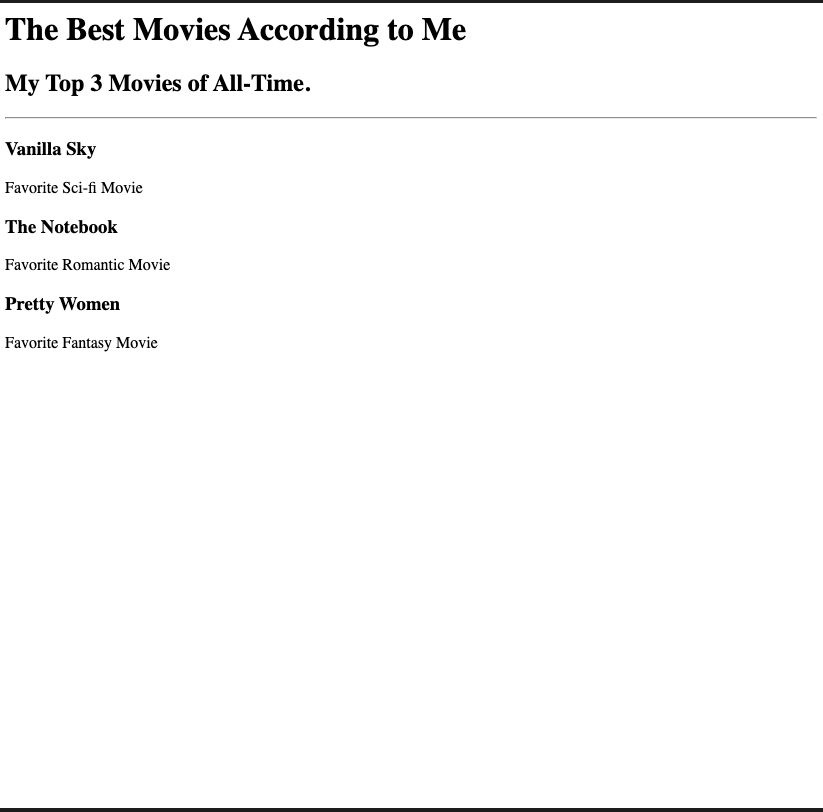 The Best Movies According to Me
My Top 3 Movies of All-Time.
Vanilla Sky
Favorite Sci-fi Movie
The Notebook
Favorite Romantic Movie
Pretty Women
Favorite Fantasy Movie